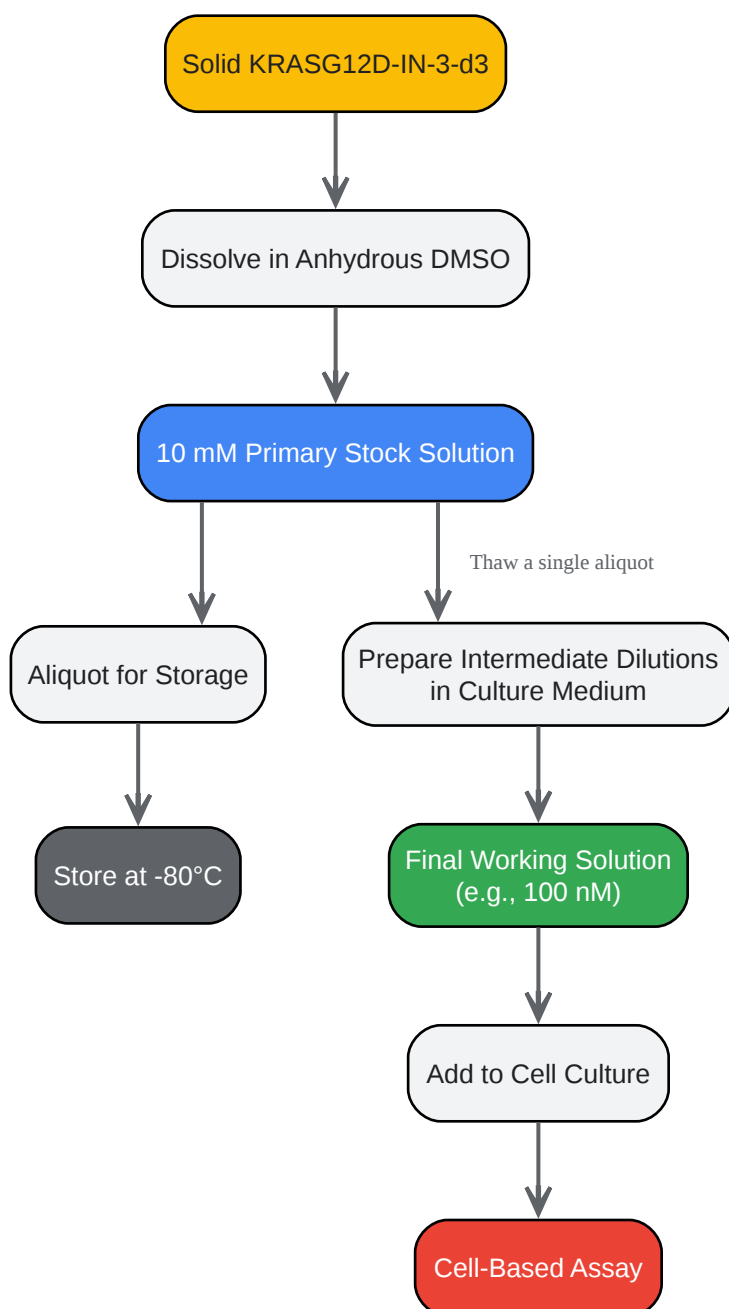 Solid KRASG12D-IN-3-d3
Dissolve in Anhydrous DMSO
10 mM Primary Stock Solution
Thaw a single aliquot
Aliquot for Storage
Prepare Intermediate Dilutions
in Culture Medium
Store at -80°C
Final Working Solution
(e.g., 100 nM)
Add to Cell Culture
Cell-Based Assay